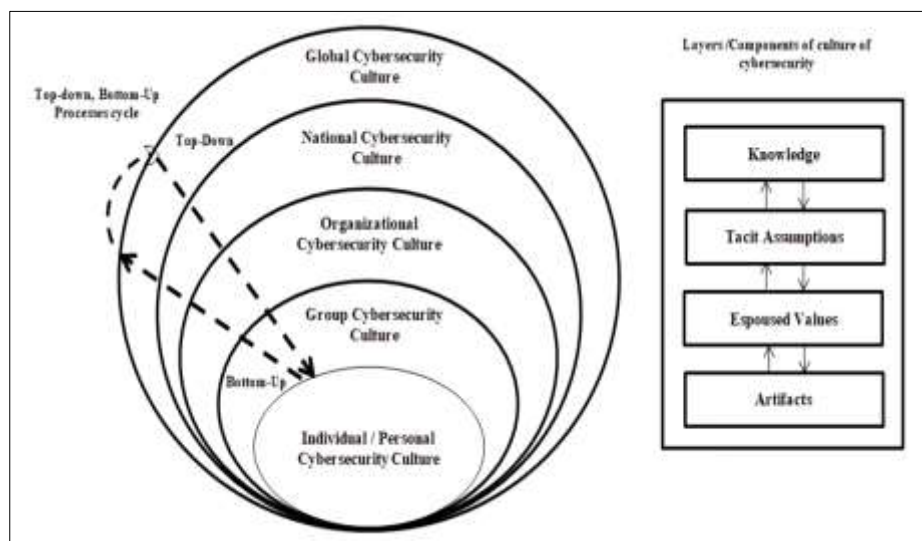 Global Cybersecurity
Culture
Top-down, Bottom-Up
Processes cycle
Top-Down
National Cybersecurity
Culture
Organizational
Cybersecurity Culture
Group Cybersecurity
Culture
Bottom-Up
Individual / Personal
Cybersecurity Culture
Layers /Components of culture of
cybersecurity
Knowledge
Tacit Assumptions
Espoused Values
Artifacts